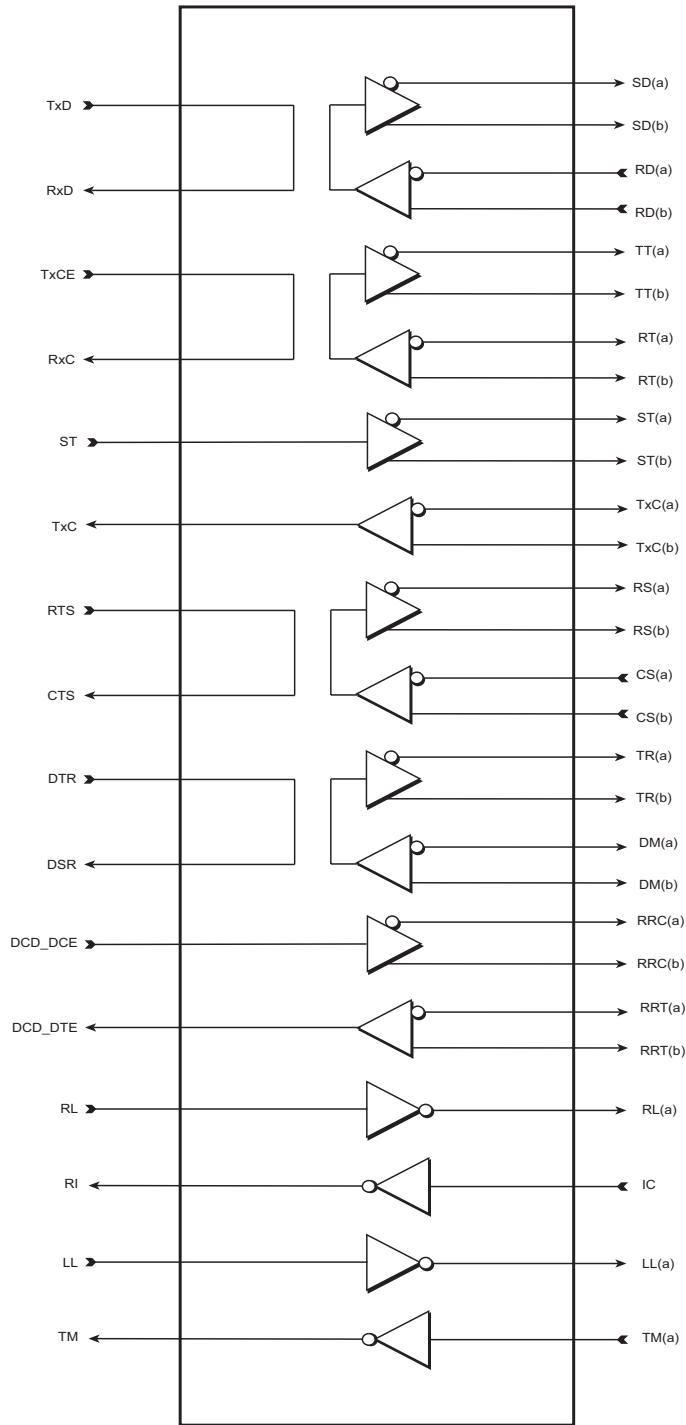 TxD
SD(a)
SD(b)
RxD
RD(a)
RD(b)
TxCE
TT(a)
TT(b)
RxC
RT(a)
RT(b)
ST
ST(a)
ST(b)
TxC
TxC(a)
TxC(b)
RTS
RS(a)
RS(b)
CTS
CS(a)
CS(b)
DTR
TR(a)
TR(b)
DSR
DM(a)
DM(b)
DCD_DCE
RRC(a)
RRC(b)
DCD_DTE
RRT(a)
RRT(b)
RL
RL(a)
RI
IC
LL
LL(a)
TM
TM(a)